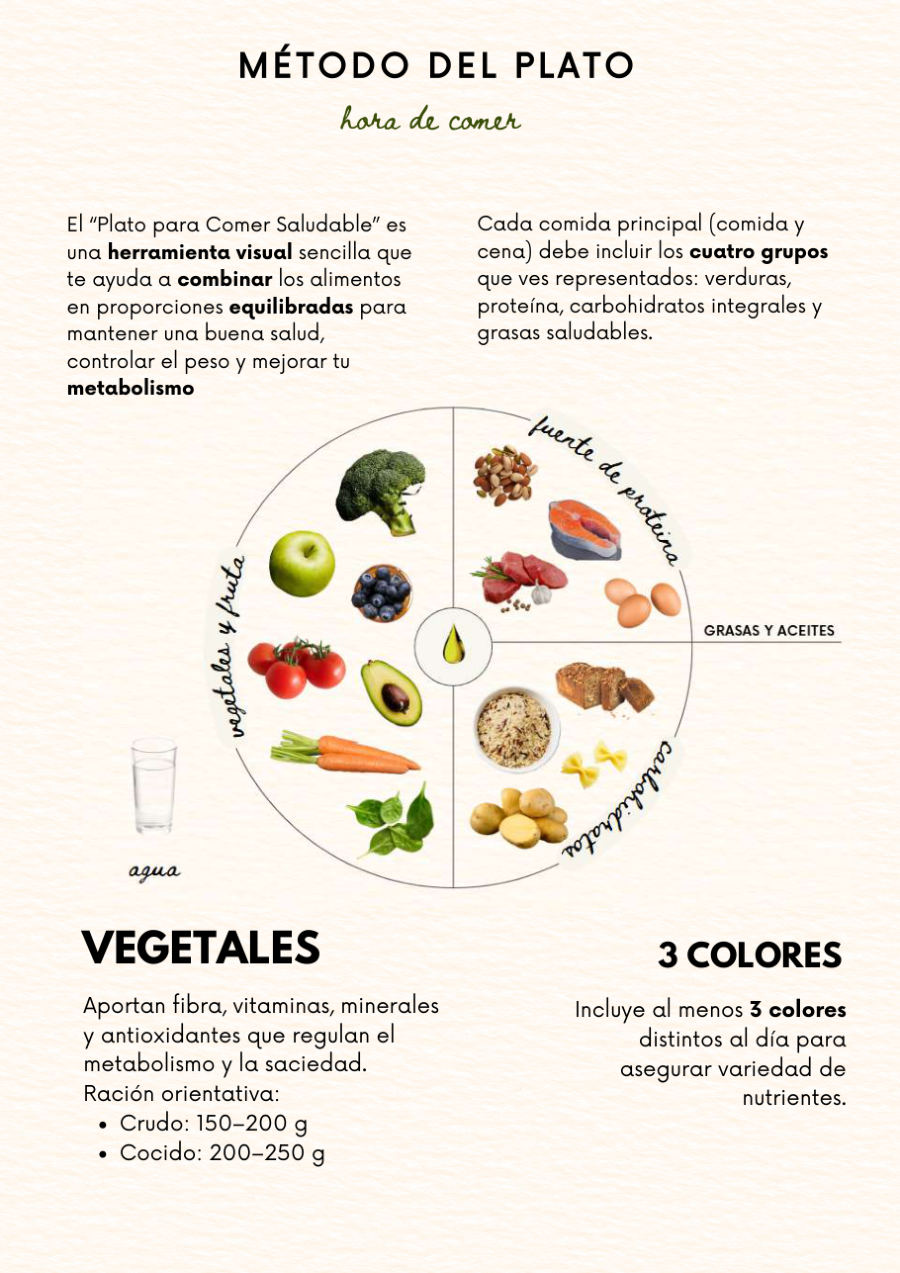 MÉTODO DEL PLATO
hora de comer
El “Plato para Comer Saludable” es
una herramienta visual sencilla que
te ayuda a combinar los alimentos
en proporciones equilibradas para
mantener una buena salud,
controlar el peso y mejorar tu
metabolismo
Cada comida principal (comida y
cena) debe incluir los cuatro grupos
que ves representados: verduras,
proteína, carbohidratos integrales y
grasas saludables.
fuente de proteina
vegetales y fruta
GRASAS Y ACEITES
carbohidratos
agua
VEGETALES
Aportan fibra, vitaminas, minerales
y antioxidantes que regulan el
metabolismo y la saciedad.
Ración orientativa:
• Crudo: 150–200 g
• Cocido: 200–250 g
3 COLORES
Incluye al menos 3 colores
distintos al día para
asegurar variedad de
nutrientes.